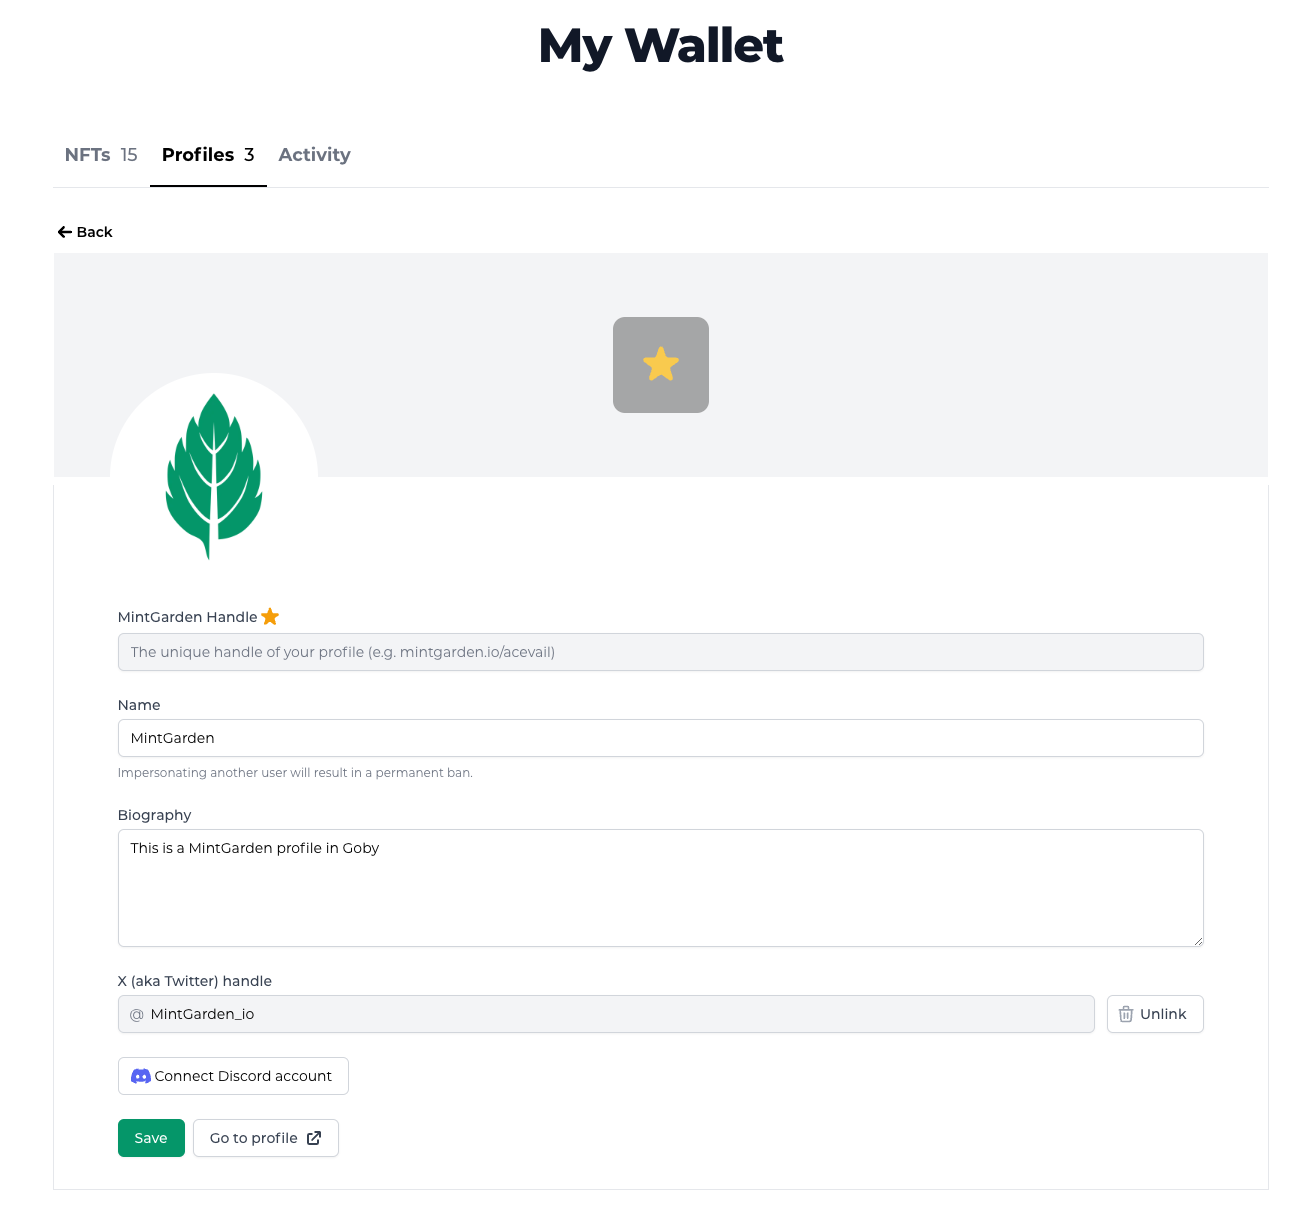 My Wallet
NFTs 15 Profiles 3 Activity
Back
MintGarden Handle
The unique handle of your profile (e.g. mintgarden.io/acevail)
Name
MintGarden
Impersonating another user will result in a permanent ban.
Biography
This is a MintGarden profile in Goby
X (aka Twitter) handle
@ MintGarden_io Unlink
Connect Discord account
Save Go to profile